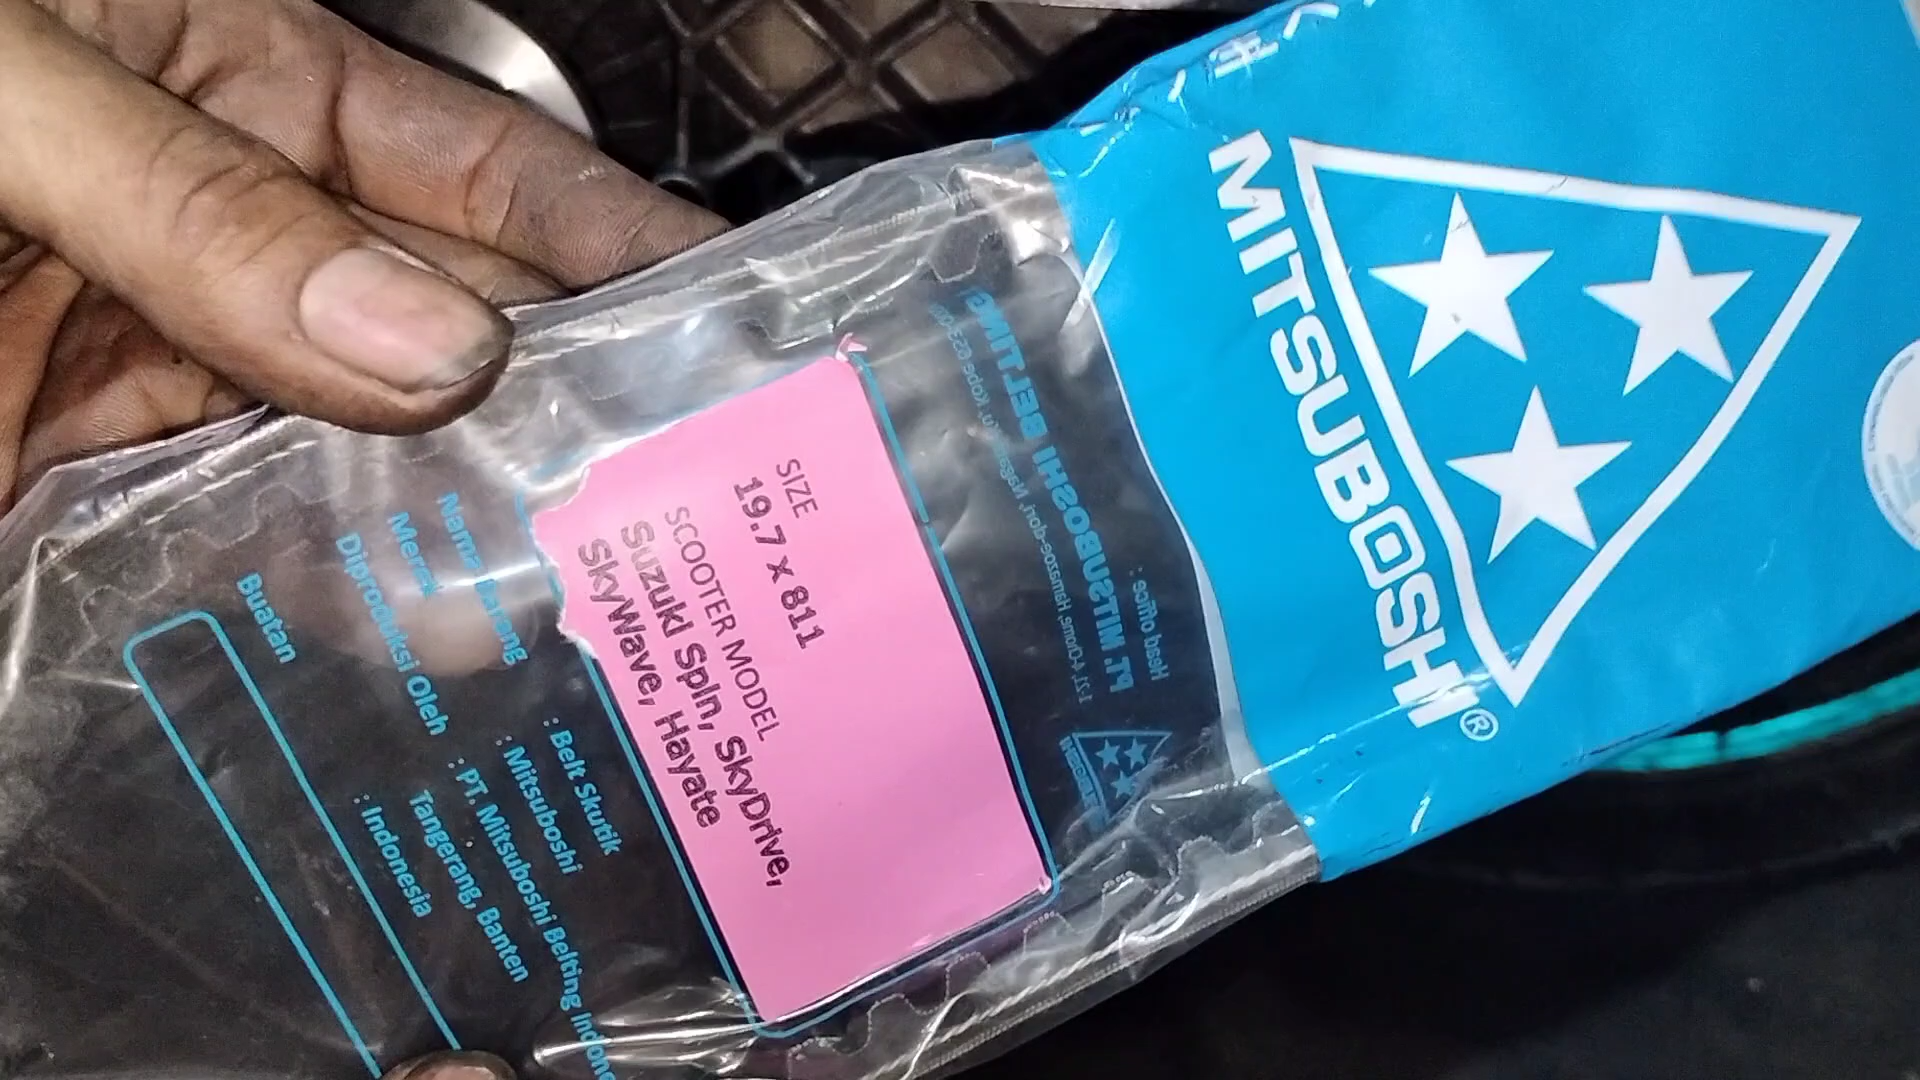 MITSUBOSHI®
Head office :
PT. MITSUBOSHI BELTING
SIZE
19.7 x 811
SCOOTER MODEL
Suzuki Spin, SkyDrive,
SkyWave, Hayate
Nama Barang : Belt Skutik
Merek : Mitsuboshi
Diproduksi Oleh : PT. Mitsuboshi Belting
Tangerang, Banten
Buatan : Indonesia